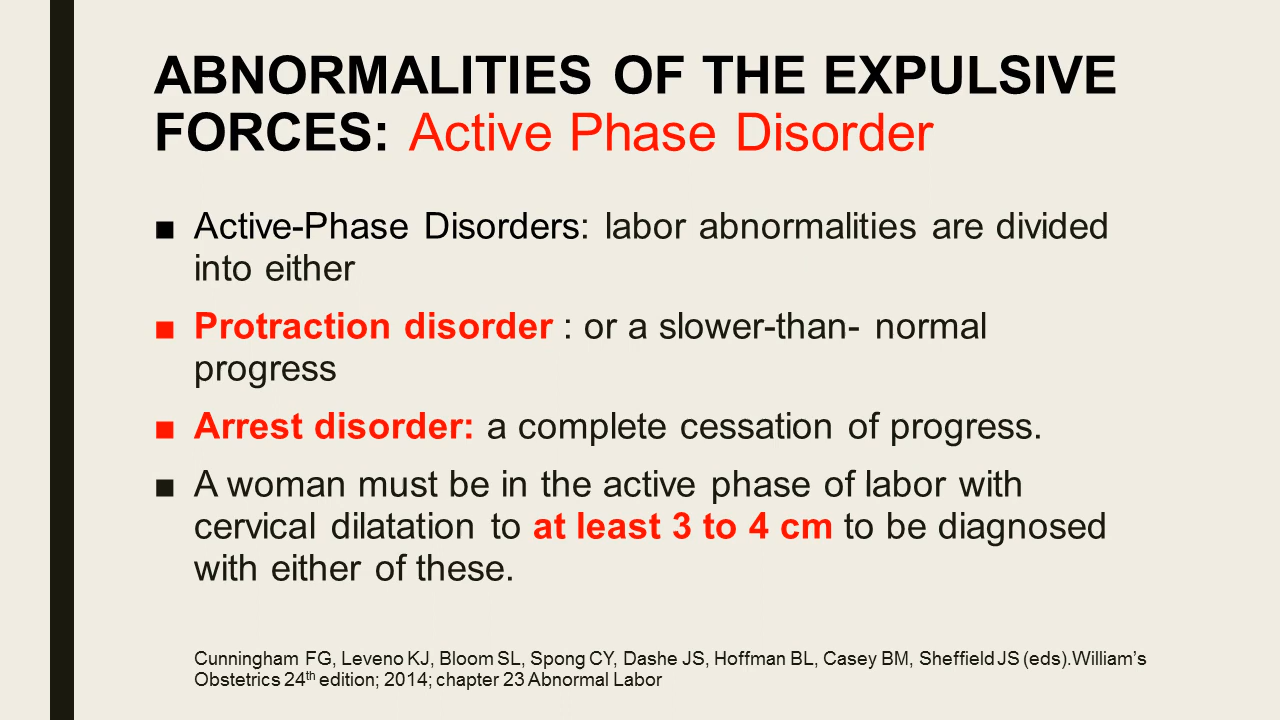 ABNORMALITIES OF THE EXPULSIVE
FORCES: Active Phase Disorder
■ Active-Phase Disorders: labor abnormalities are divided
into either
■ Protraction disorder : or a slower-than- normal
progress
■ Arrest disorder: a complete cessation of progress.
■ A woman must be in the active phase of labor with
cervical dilatation to at least 3 to 4 cm to be diagnosed
with either of these.
Cunningham FG, Leveno KJ, Bloom SL, Spong CY, Dashe JS, Hoffman BL, Casey BM, Sheffield JS (eds).William’s
Obstetrics 24th edition; 2014; chapter 23 Abnormal Labor